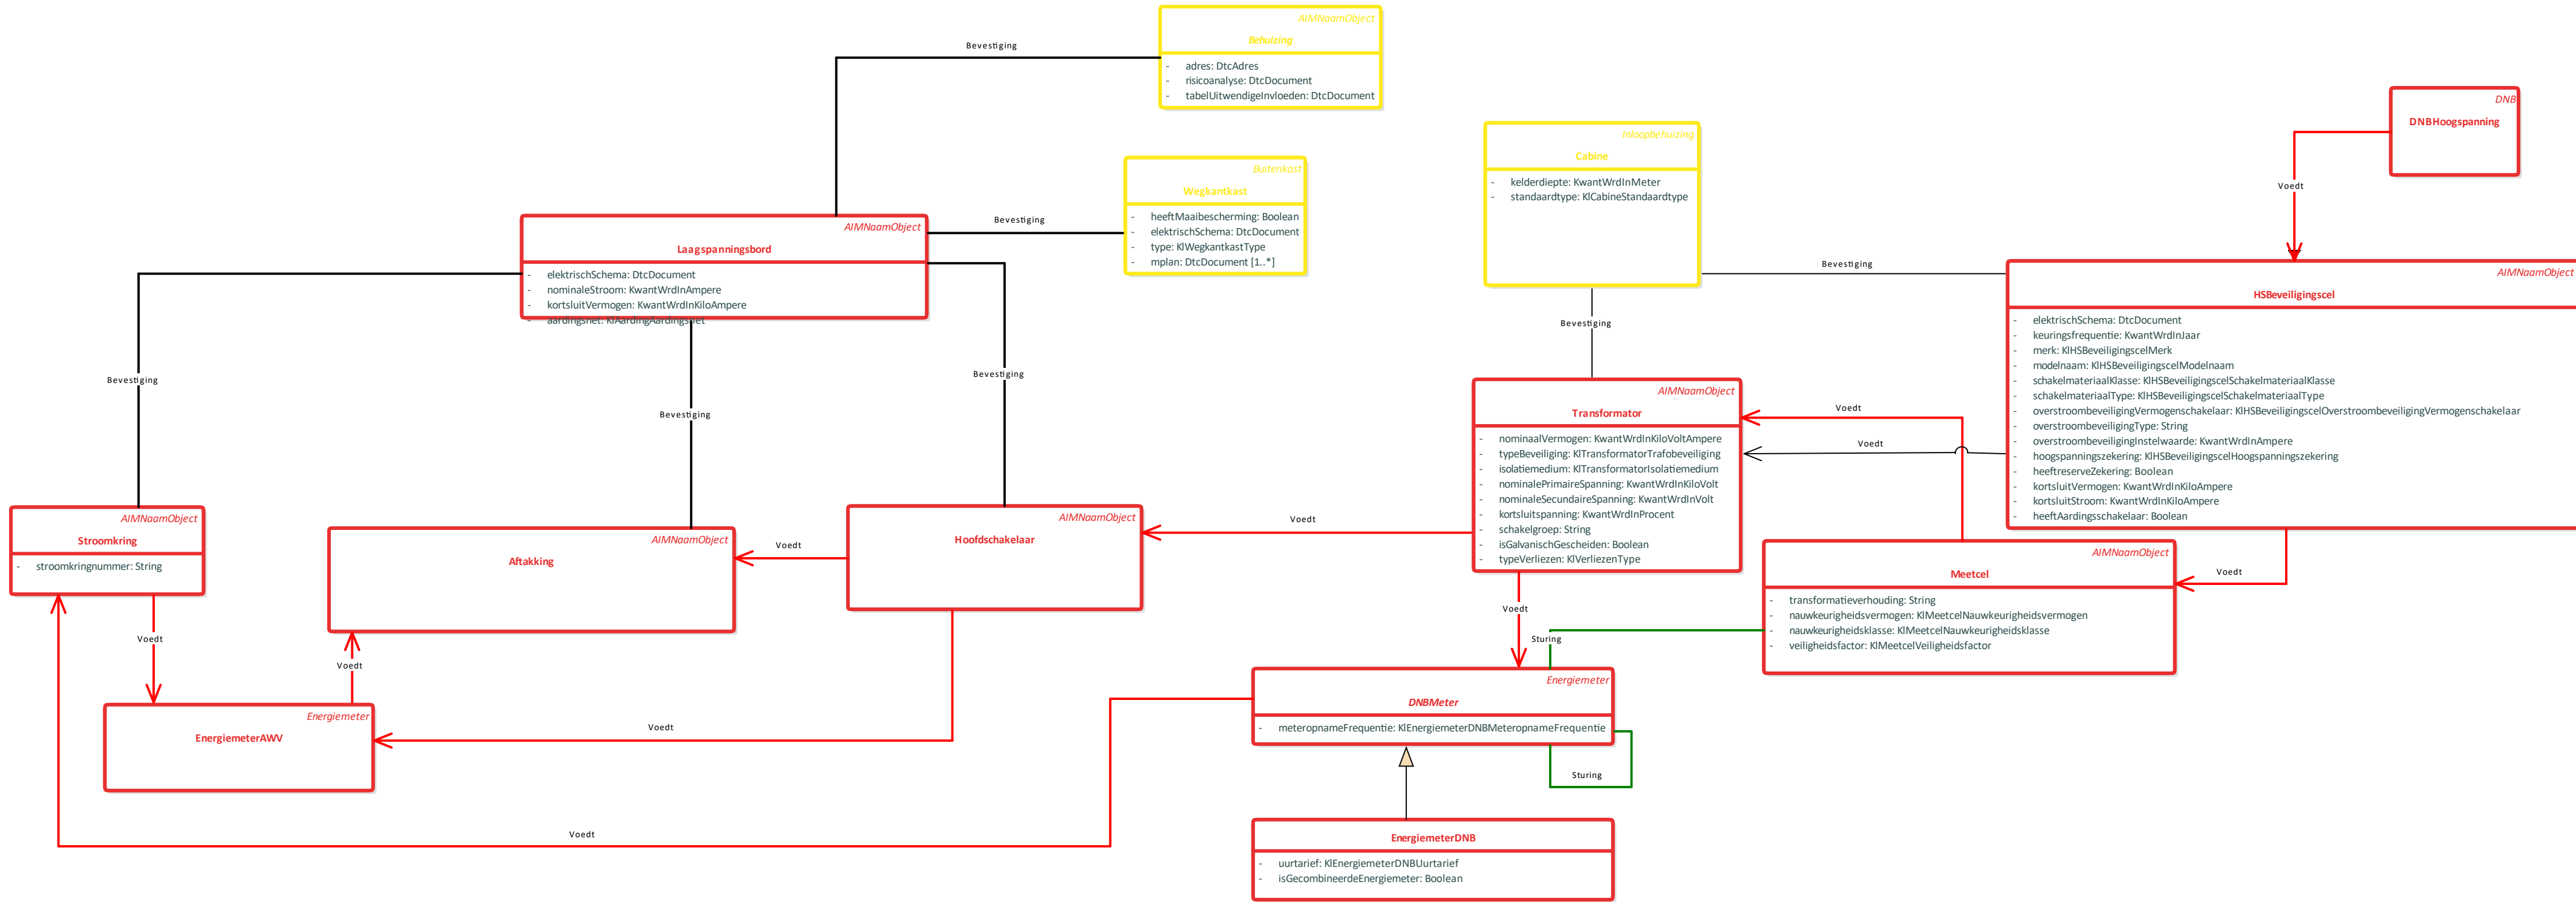 AIMNaamObject
Behuizing
- adres: DtcAdres
- risicoanalyse: DtcDocument
- tabelUitwendigeInvloeden: DtcDocument
Bevestiging
DNB
DNBHoogspanning
Voedt
Inloopbehuizing
Cabine
- kelderdiepte: KwantWrdInMeter
- standaardtype: KlCabineStandaardtype
Buitenkast
Wegkantkast
- heeftMaaibescherming: Boolean
- elektrischSchema: DtcDocument
- type: KlWegkantkastType
- mplan: DtcDocument [1..*]
Bevestiging
AIMNaamObject
Laagspanningsbord
- elektrischSchema: DtcDocument
- nominaleStroom: KwantWrdInAmpere
- kortsluitVermogen: KwantWrdInKiloAmpere
- aardingsnet: KlAardingAardingsnet
Bevestiging
Bevestiging
Bevestiging
Bevestiging
Bevestiging
AIMNaamObject
HSBeveiligingscel
- elektrischSchema: DtcDocument
- keuringsfrequentie: KwantWrdInJaar
- merk: KlHSBeveiligingscelMerk
- modelnaam: KlHSBeveiligingscelModelnaam
- schakelmateriaalKlasse: KlHSBeveiligingscelSchakelmateriaalKlasse
- schakelmateriaalType: KlHSBeveiligingscelSchakelmateriaalType
- overstroombeveiligingVermogenschakelaar: KlHSBeveiligingscelOverstroombeveiligingVermogenschakelaar
- overstroombeveiligingType: String
- overstroombeveiligingInstelwaarde: KwantWrdInAmpere
- hoogspanningszekering: KlHSBeveiligingscelHoogspanningszekering
- heeftreserveZekering: Boolean
- kortsluitVermogen: KwantWrdInKiloAmpere
- kortsluitStroom: KwantWrdInKiloAmpere
- heeftAardingsschakelaar: Boolean
AIMNaamObject
Transformator
- nominaalVermogen: KwantWrdInKiloVoltAmpere
- typeBeveiliging: KlTransformatorTrafobeveiliging
- isolatiemedium: KlTransformatorIsolatiemedium
- nominalePrimaireSpanning: KwantWrdInKiloVolt
- nominaleSecundaireSpanning: KwantWrdInVolt
- kortsluitspanning: KwantWrdInProcent
- schakelgroep: String
- isGalvanischGescheiden: Boolean
- typeVerliezen: KlVerliezenType
Voedt
Voedt
Voedt
AIMNaamObject
Stroomkring
- stroomkringnummer: String
AIMNaamObject
Aftakking
Voedt
AIMNaamObject
Hoofdschakelaar
Voedt
AIMNaamObject
Meetcel
- transformatieverhouding: String
- nauwkeurigheidsvermogen: KlMeetcelNauwkeurigheidsvermogen
- nauwkeurigheidsklasse: KlMeetcelNauwkeurigheidsklasse
- veiligheidsfactor: KlMeetcelVeiligheidsfactor
Voedt
Sturing
Voedt
Voedt
Energiemeter
EnergiemeterAWV
Voedt
Energiemeter
DNBMeter
- meteropnameFrequentie: KlEnergiemeterDNBMeteropnameFrequentie
Sturing
Voedt
EnergiemeterDNB
- uurtarief: KlEnergiemeterDNBUurtarief
- isGecombineerdeEnergiemeter: Boolean